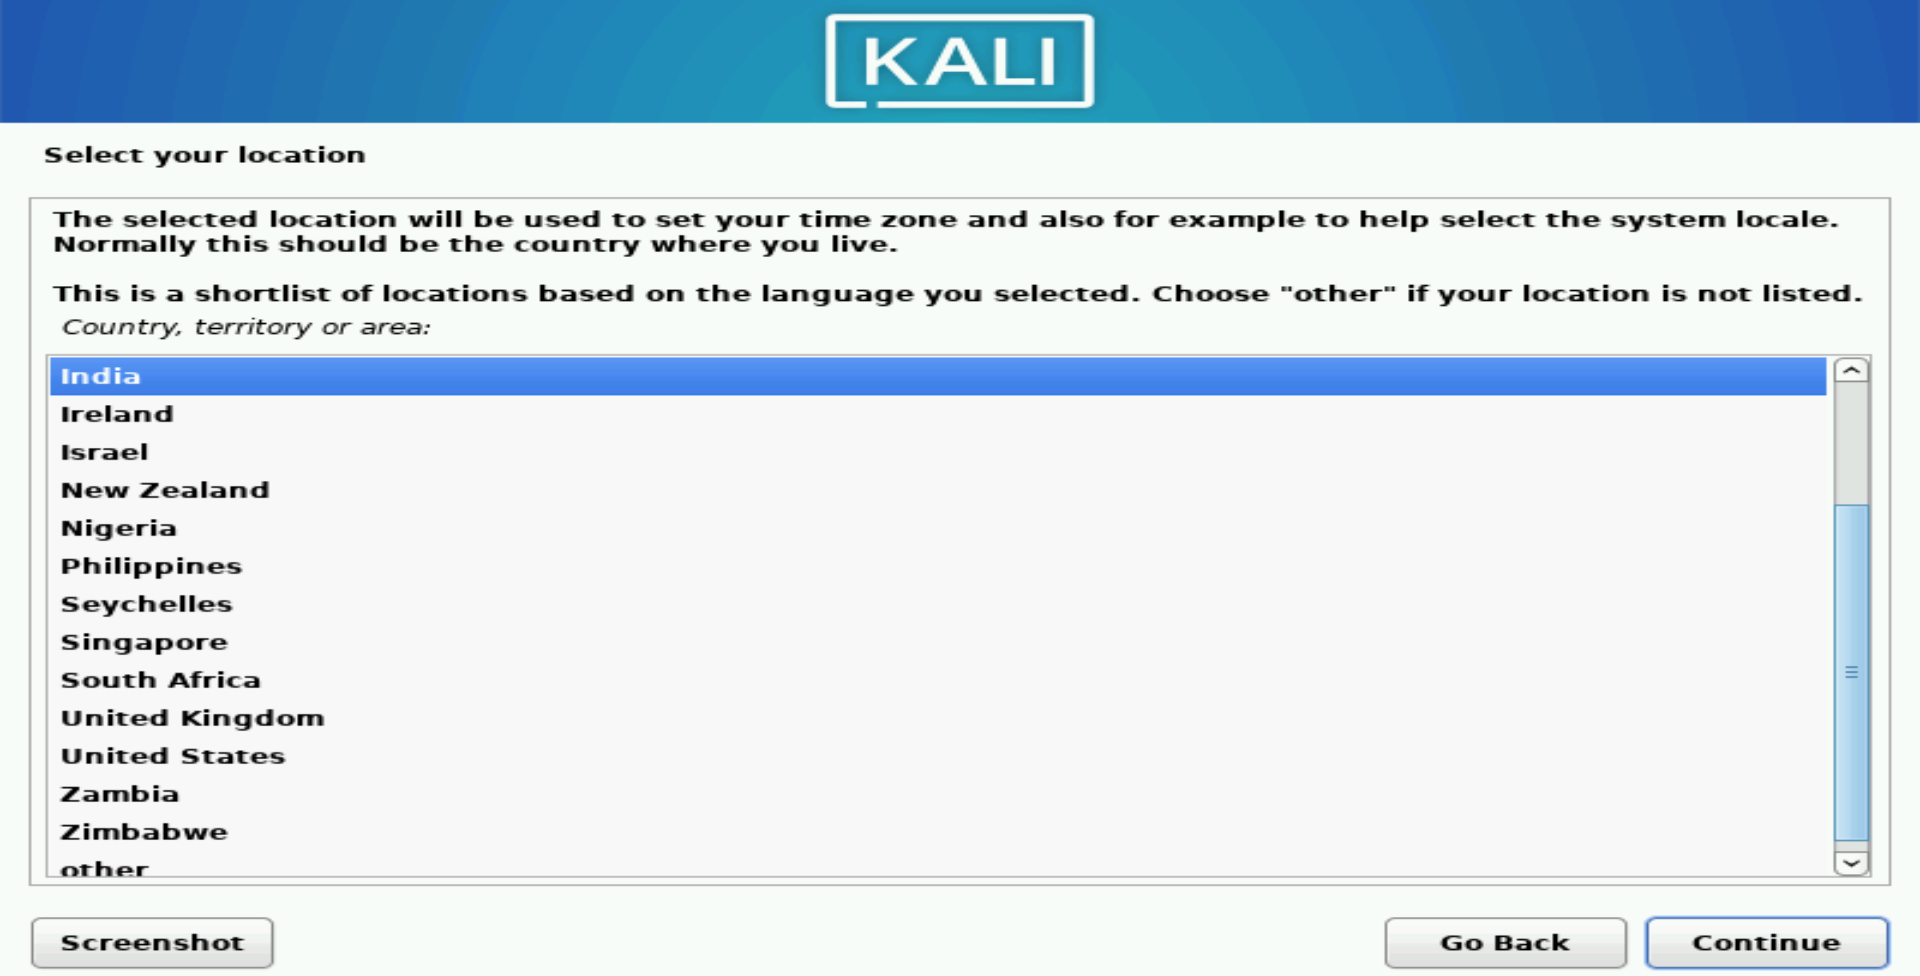 KALI
Select your location
The selected location will be used to set your time zone and also for example to help select the system locale.
Normally this should be the country where you live.
This is a shortlist of locations based on the language you selected. Choose "other" if your location is not listed.
Country, territory or area:
India
Ireland
Israel
New Zealand
Nigeria
Philippines
Seychelles
Singapore
South Africa
United Kingdom
United States
Zambia
Zimbabwe
other
Screenshot
Go Back
Continue